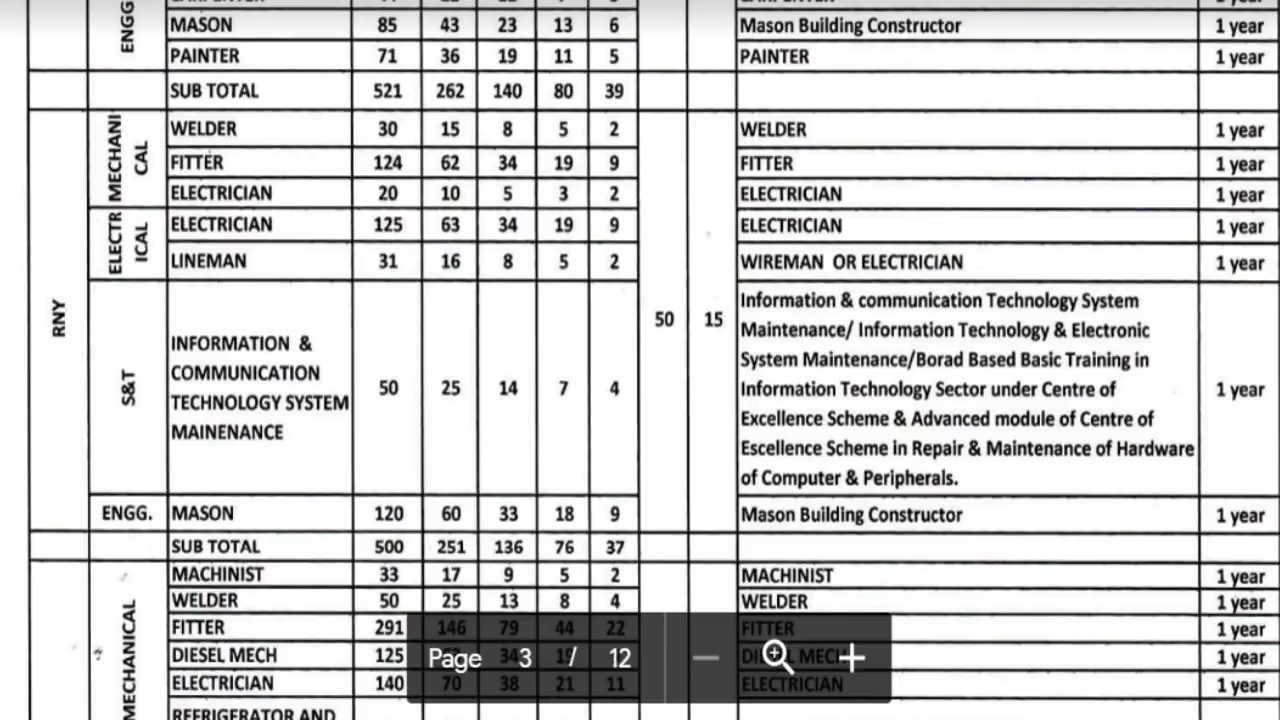 ENGG
MASON 85 43 23 13 6 Mason Building Constructor 1 year
PAINTER 71 36 19 11 5 PAINTER 1 year
SUB TOTAL 521 262 140 80 39
RNY
MECHANI
CAL
WELDER 30 15 8 5 2 WELDER 1 year
FITTER 124 62 34 19 9 FITTER 1 year
ELECTRICIAN 20 10 5 3 2 ELECTRICIAN 1 year
ELECTR
ICAL
ELECTRICIAN 125 63 34 19 9 ELECTRICIAN 1 year
LINEMAN 31 16 8 5 2 WIREMAN OR ELECTRICIAN 1 year
50 15
S&T
INFORMATION &
COMMUNICATION
TECHNOLOGY SYSTEM
MAINENANCE
50 25 14 7 4
Information & communication Technology System
Maintenance/ Information Technology & Electronic
System Maintenance/Borad Based Basic Training in
Information Technology Sector under Centre of
Excellence Scheme & Advanced module of Centre of
Escellence Scheme in Repair & Maintenance of Hardware
of Computer & Peripherals.
1 year
ENGG. MASON 120 60 33 18 9 Mason Building Constructor 1 year
SUB TOTAL 500 251 136 76 37
MECHANICAL
MACHINIST 33 17 9 5 2 MACHINIST 1 year
WELDER 50 25 13 8 4 WELDER 1 year
FITTER 291 146 79 44 22 FITTER 1 year
DIESEL MECH 125 34 1 year
ELECTRICIAN 140 70 38 21 11 ELECTRICIAN 1 year
REFRIGERATOR AND
Page 3 / 12